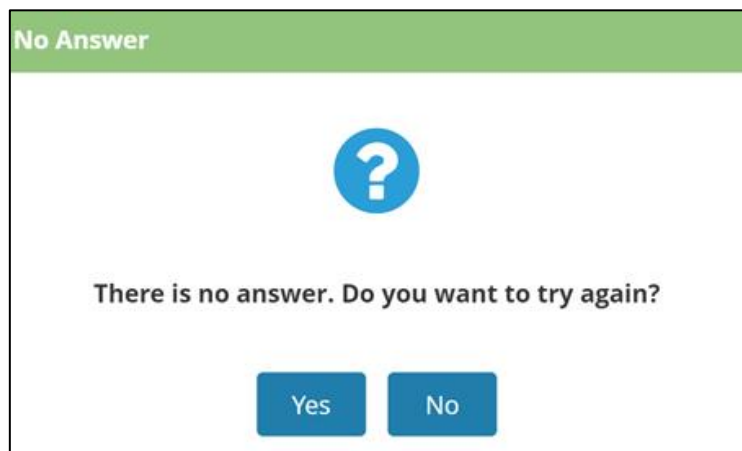 No Answer
?
There is no answer. Do you want to try again?
Yes No